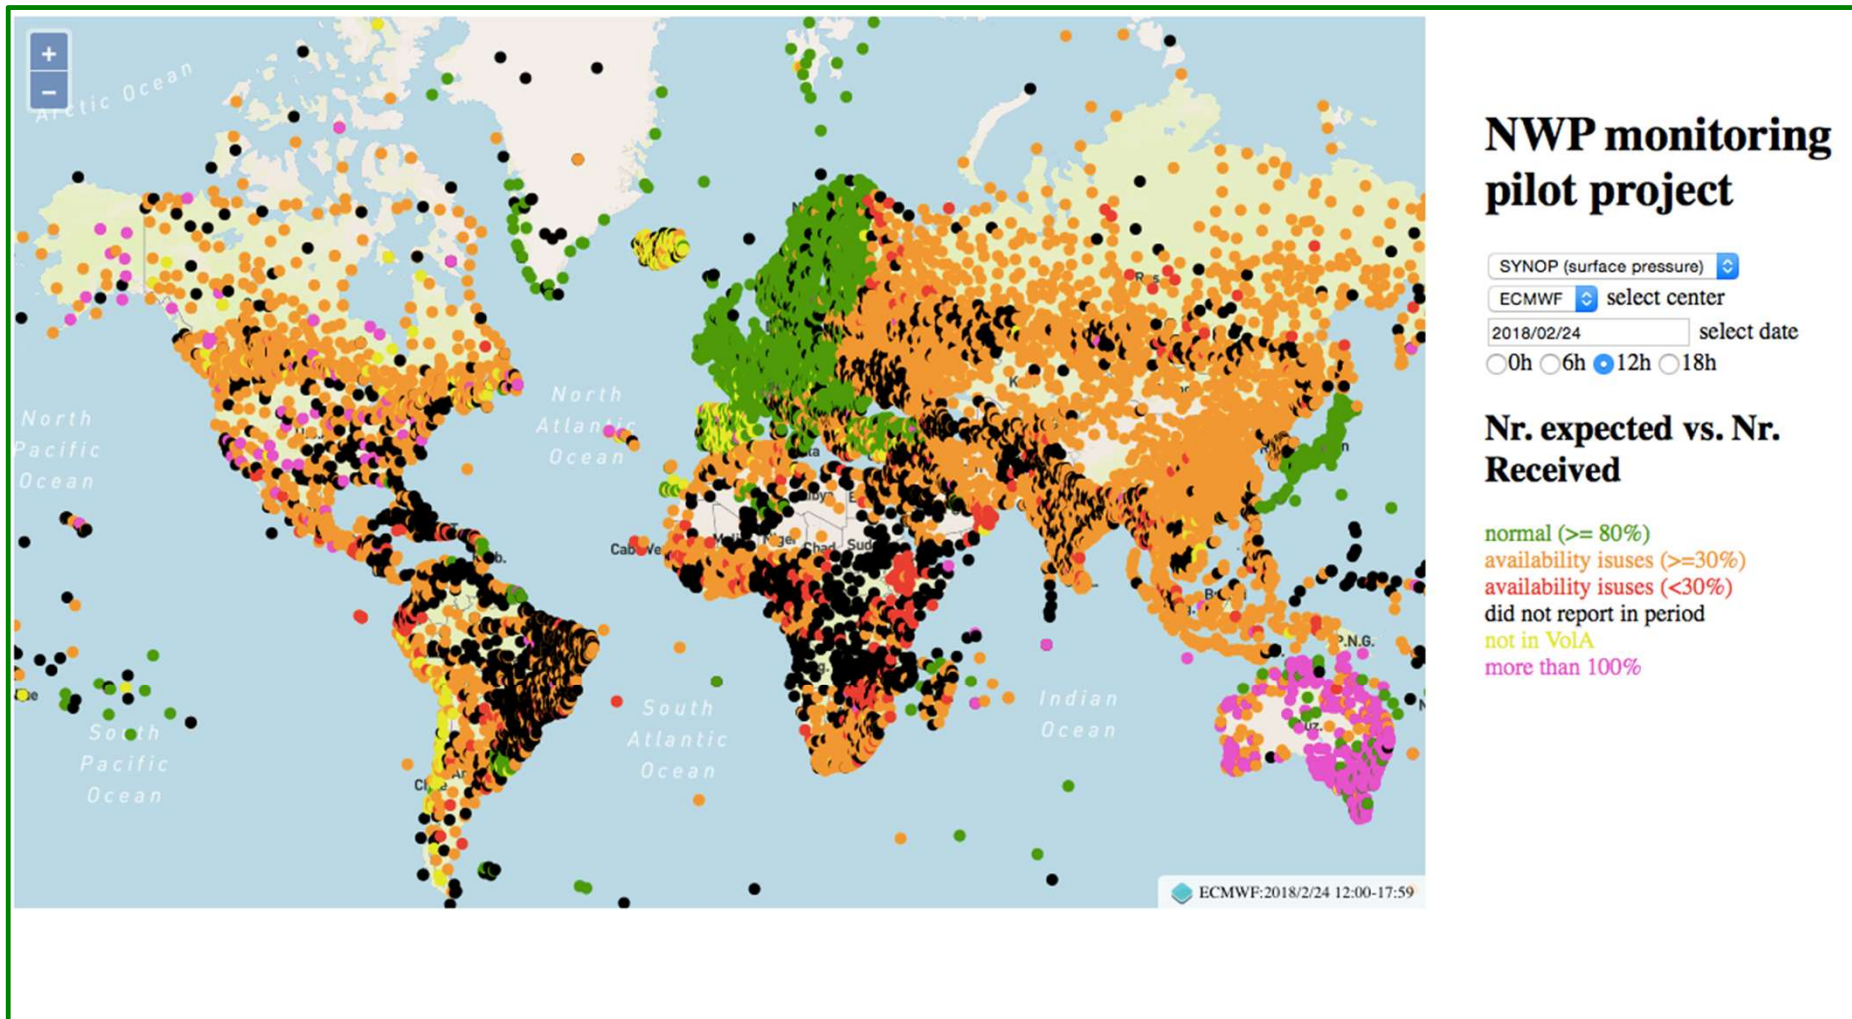 +
−
Arctic Ocean
North
Pacific
Ocean
North
Atlantic
Ocean
South
Pacific
Ocean
South
Atlantic
Ocean
Indian
Ocean
P.N.G.
Niger
Chad
ECMWF:2018/2/24 12:00-17:59
NWP monitoring
pilot project
SYNOP (surface pressure)
ECMWF select center
2018/02/24 select date
0h 6h 12h 18h
Nr. expected vs. Nr.
Received
normal (>= 80%)
availability isuses (>=30%)
availability isuses (<30%)
did not report in period
not in VolA
more than 100%